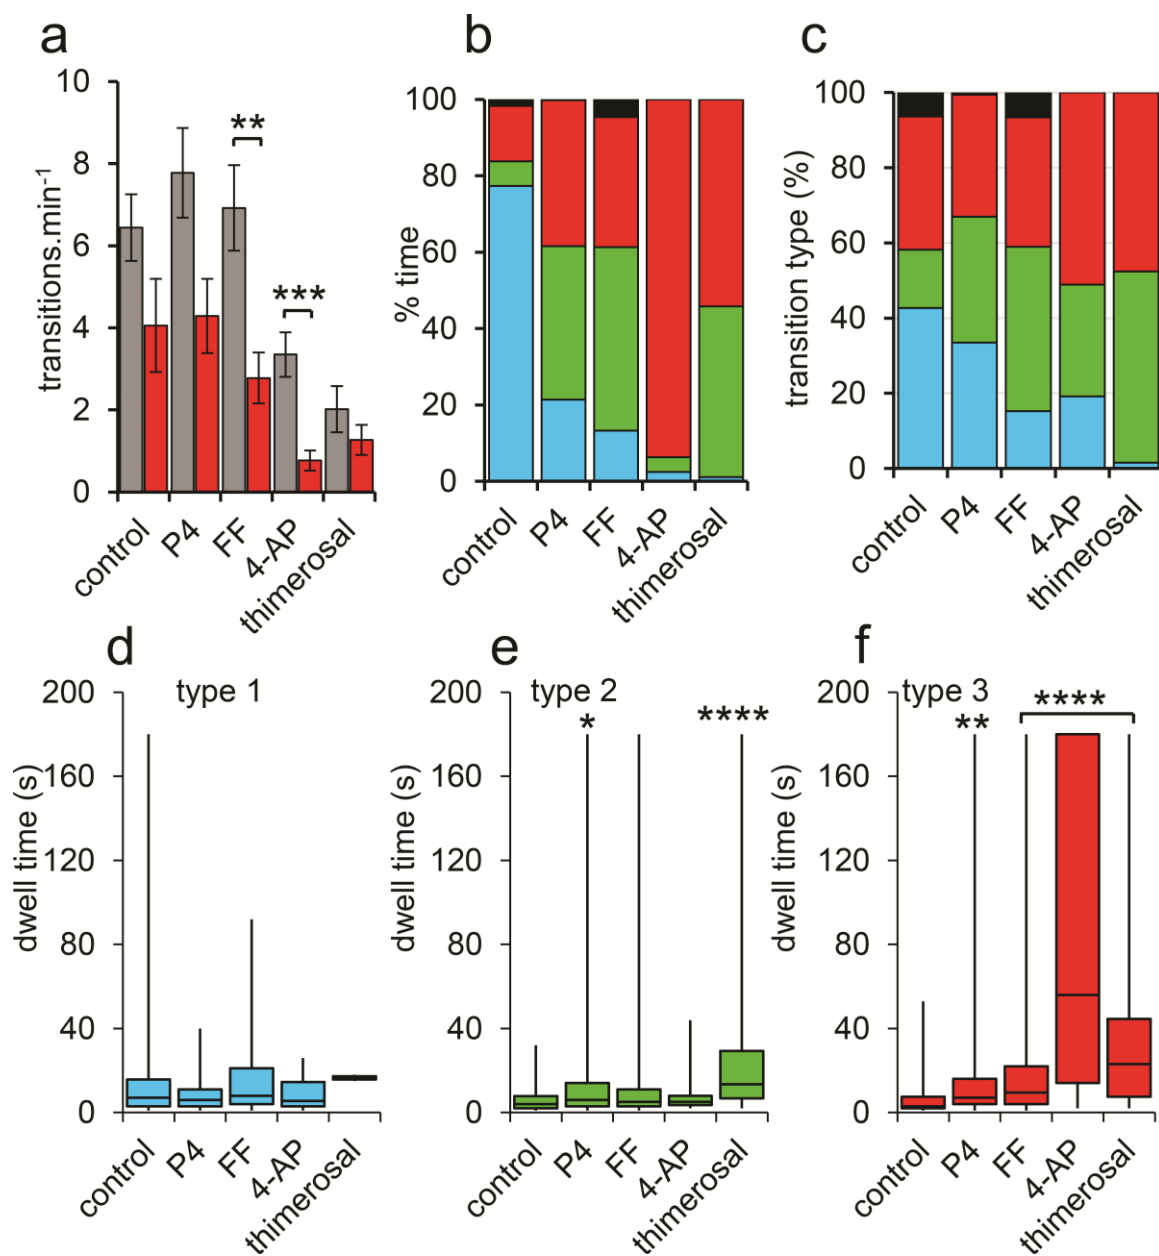 a
transitions.min-1
10
8
6
4
2
0
**
***
control
P4
FF
4-AP
thimerosal
b
% time
100
80
60
40
20
0
control
P4
FF
4-AP
thimerosal
c
transition type (%)
100
80
60
40
20
0
control
P4
FF
4-AP
thimerosal
d
type 1
dwell time (s)
200
160
120
80
40
0
control
P4
FF
4-AP
thimerosal
e
type 2
dwell time (s)
200
160
120
80
40
0
*
****
control
P4
FF
4-AP
thimerosal
f
type 3
dwell time (s)
200
160
120
80
40
0
**
****
control
P4
FF
4-AP
thimerosal